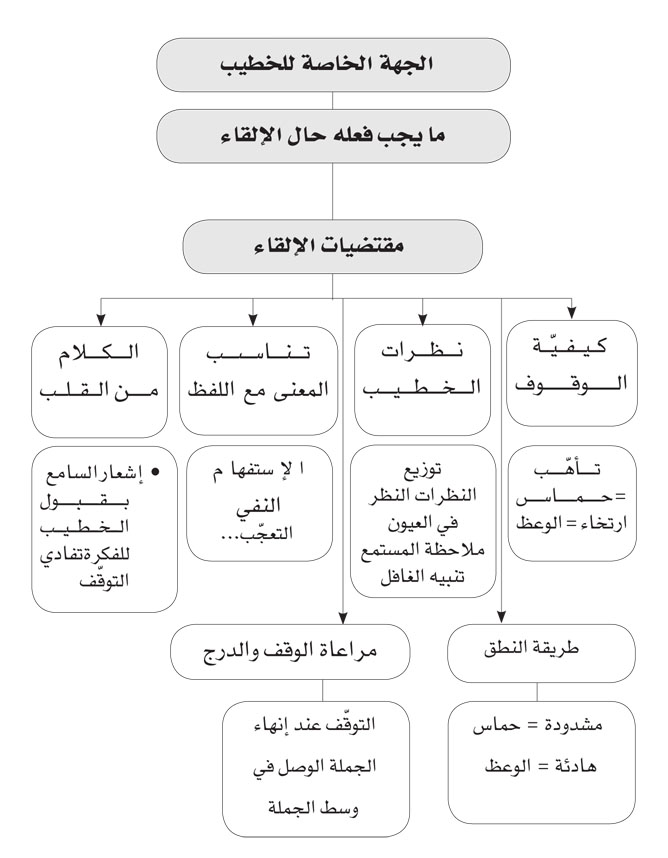 الجهة الخاصة للخطيب
ما يجب فعله حال الإلقاء
مقتضيات الإلقاء
كيفيّة
الوقوف
نظرات
الخطيب
تناسب
المعنى مع اللفظ
الكلام
من القلب
تأهّب
=حماس
ارتخاء = الوعظ
توزيع
النظرات النظر
في العيون
ملاحظة المستمع
تنبيه الغافل
الإستفهام
النفي
التعجّب...
• إشعار السامع
بقبول
الخطيب
للفكرة تفادي
التوقّف
طريقة النطق
مراعاة الوقف والدرج
مشدودة = حماس
هادئة = الوعظ
التوقّف عند إنهاء
الجملة الوصل في
وسط الجملة